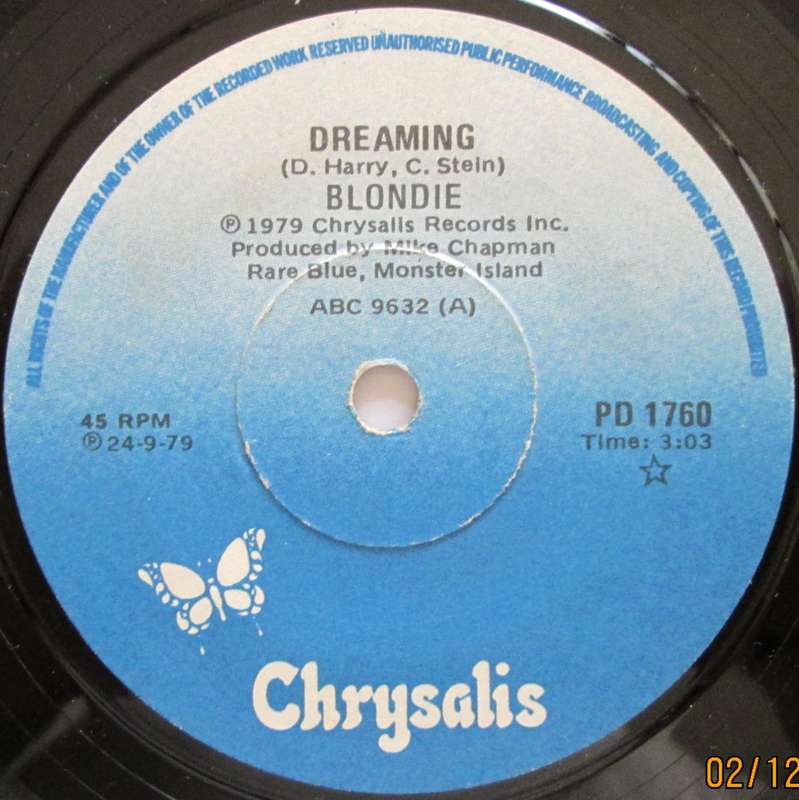 ALL RIGHTS OF THE MANUFACTURER AND OF THE OWNER OF THE RECORDED WORK RESERVED UNAUTHORISED PUBLIC PERFORMANCE BROADCASTING AND COPYING OF THIS RECORD PROHIBITED
DREAMING
(D. Harry, C. Stein)
BLONDIE
℗ 1979 Chrysalis Records Inc.
Produced by Mike Chapman
Rare Blue, Monster Island
ABC 9632 (A)
45 RPM
℗ 24-9-79
PD 1760
Time: 3:03
Chrysalis
02/12